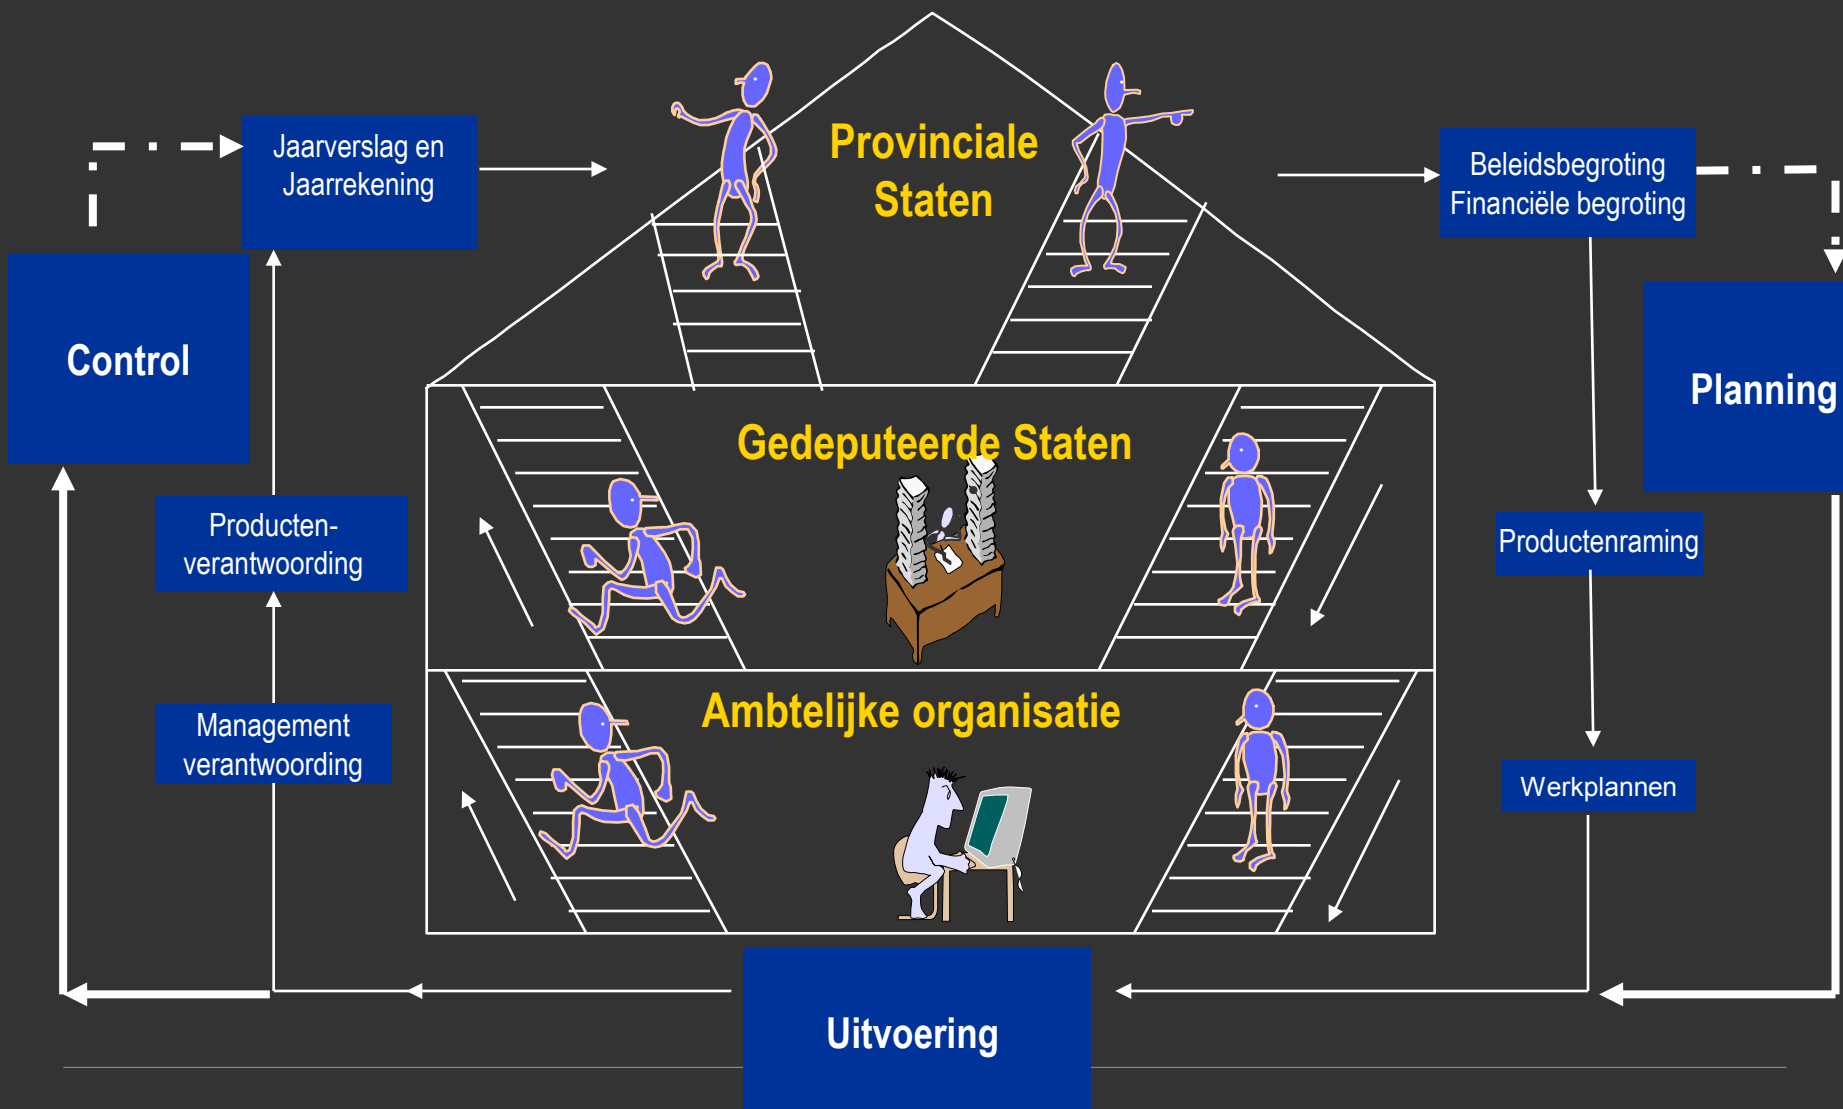 Jaarverslag en
Jaarrekening
Provinciale
Staten
Beleidsbegroting
Financiële begroting
Control
Planning
Gedeputeerde Staten
Producten-
verantwoording
Productenraming
Ambtelijke organisatie
Management
verantwoording
Werkplannen
Uitvoering